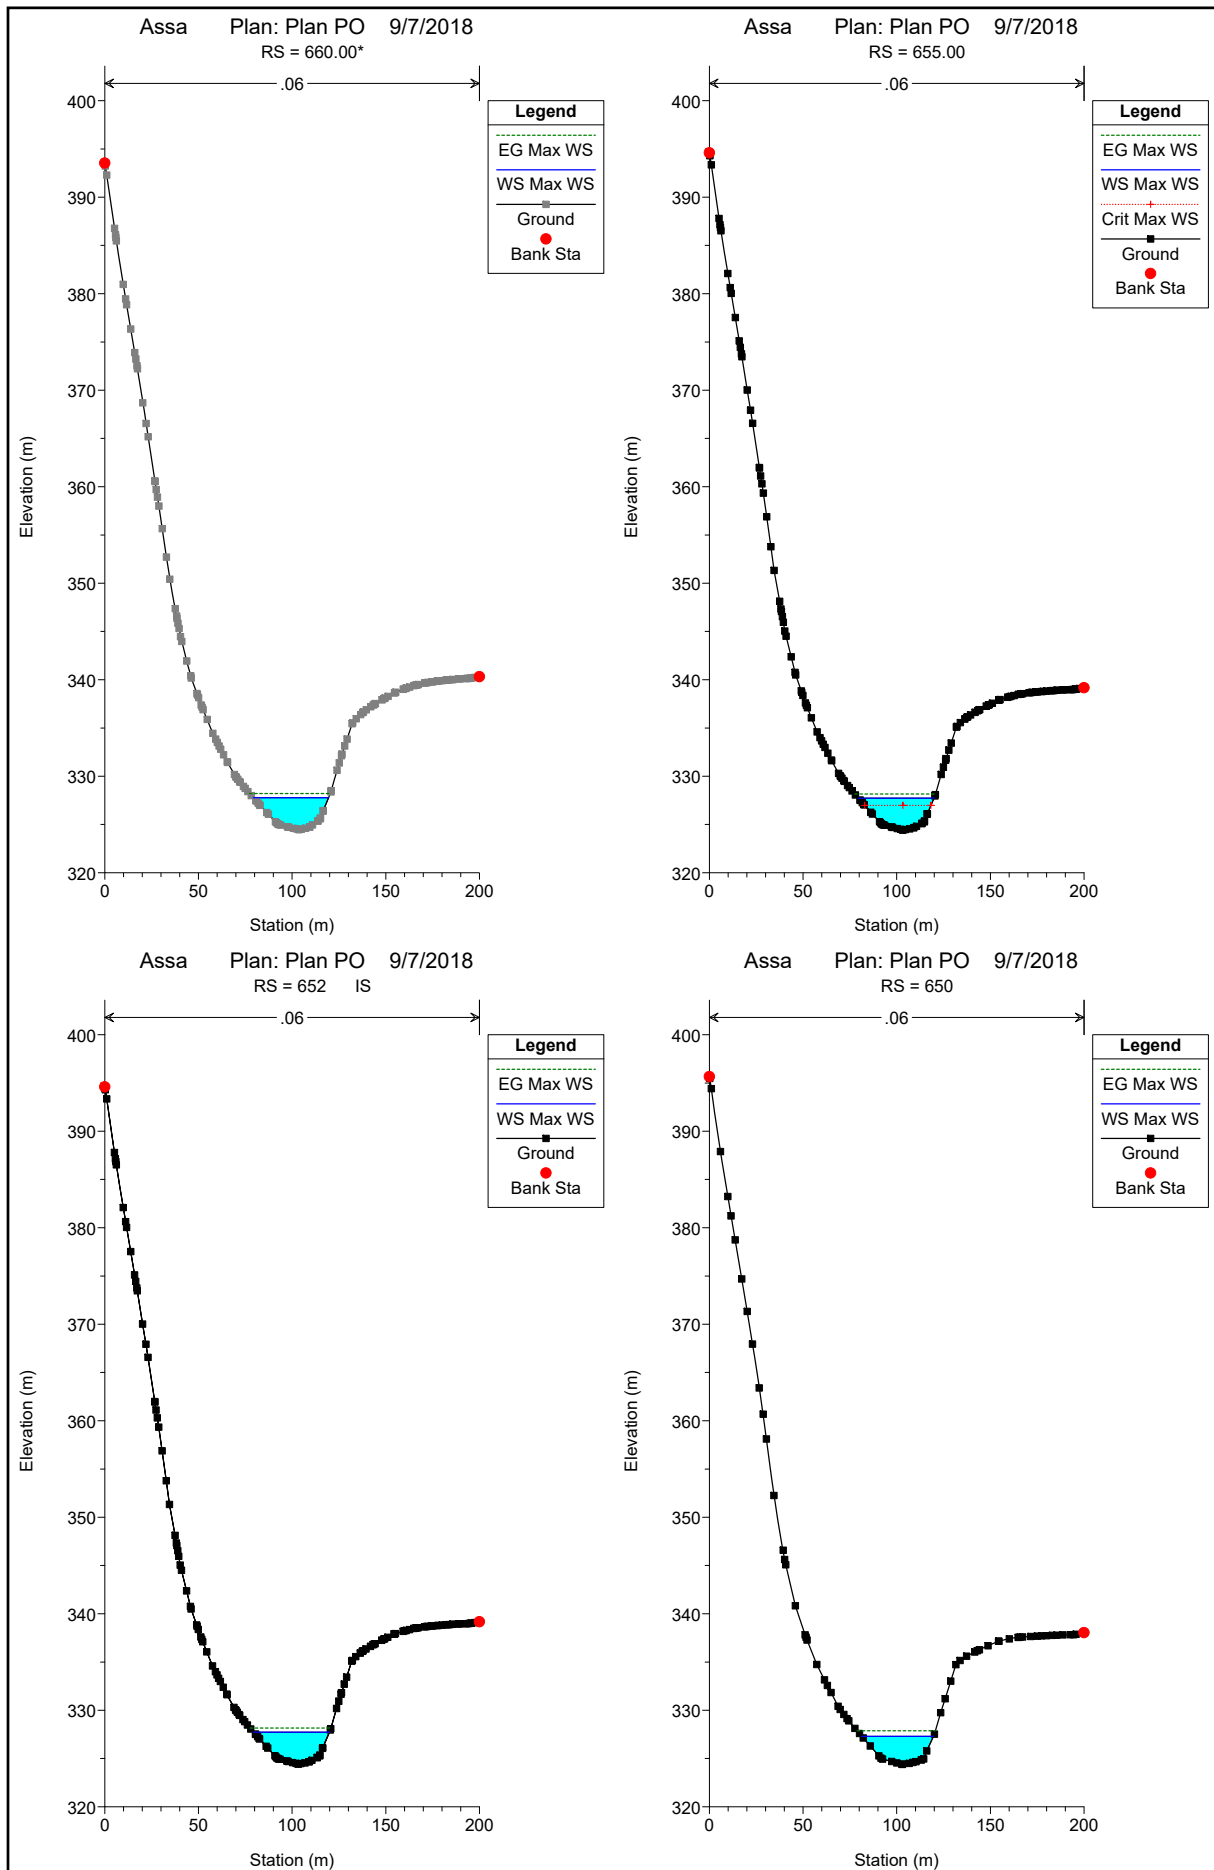 Assa Plan: Plan PO 9/7/2018
RS = 660.00*
.06
Legend
EG Max WS
WS Max WS
Ground
Bank Sta
400
390
380
370
360
350
340
330
320
Elevation (m)
0 50 100 150 200
Station (m)
Assa Plan: Plan PO 9/7/2018
RS = 655.00
.06
Legend
EG Max WS
WS Max WS
Crit Max WS
Ground
Bank Sta
400
390
380
370
360
350
340
330
320
Elevation (m)
0 50 100 150 200
Station (m)
Assa Plan: Plan PO 9/7/2018
RS = 652 IS
.06
Legend
EG Max WS
WS Max WS
Ground
Bank Sta
400
390
380
370
360
350
340
330
320
Elevation (m)
0 50 100 150 200
Station (m)
Assa Plan: Plan PO 9/7/2018
RS = 650
.06
Legend
EG Max WS
WS Max WS
Ground
Bank Sta
400
390
380
370
360
350
340
330
320
Elevation (m)
0 50 100 150 200
Station (m)